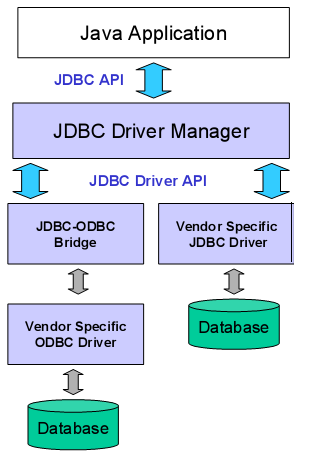 Java Application
JDBC API
JDBC Driver Manager
JDBC Driver API
JDBC-ODBC
Bridge
Vendor Specific
JDBC Driver
Vendor Specific
ODBC Driver
Database
Database